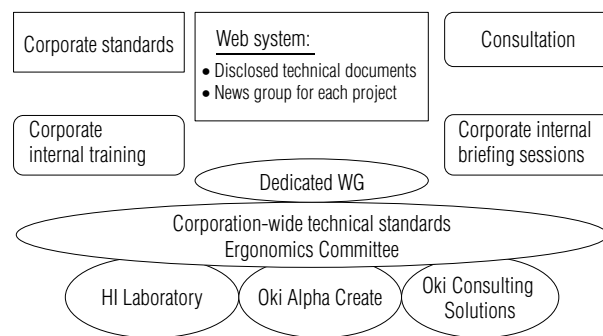 Corporate standards
Web system:
• Disclosed technical documents
• News group for each project
Consultation
Corporate
internal training
Corporate internal
briefing sessions
Dedicated WG
Corporation-wide technical standards
Ergonomics Committee
HI Laboratory
Oki Alpha Create
Oki Consulting
Solutions